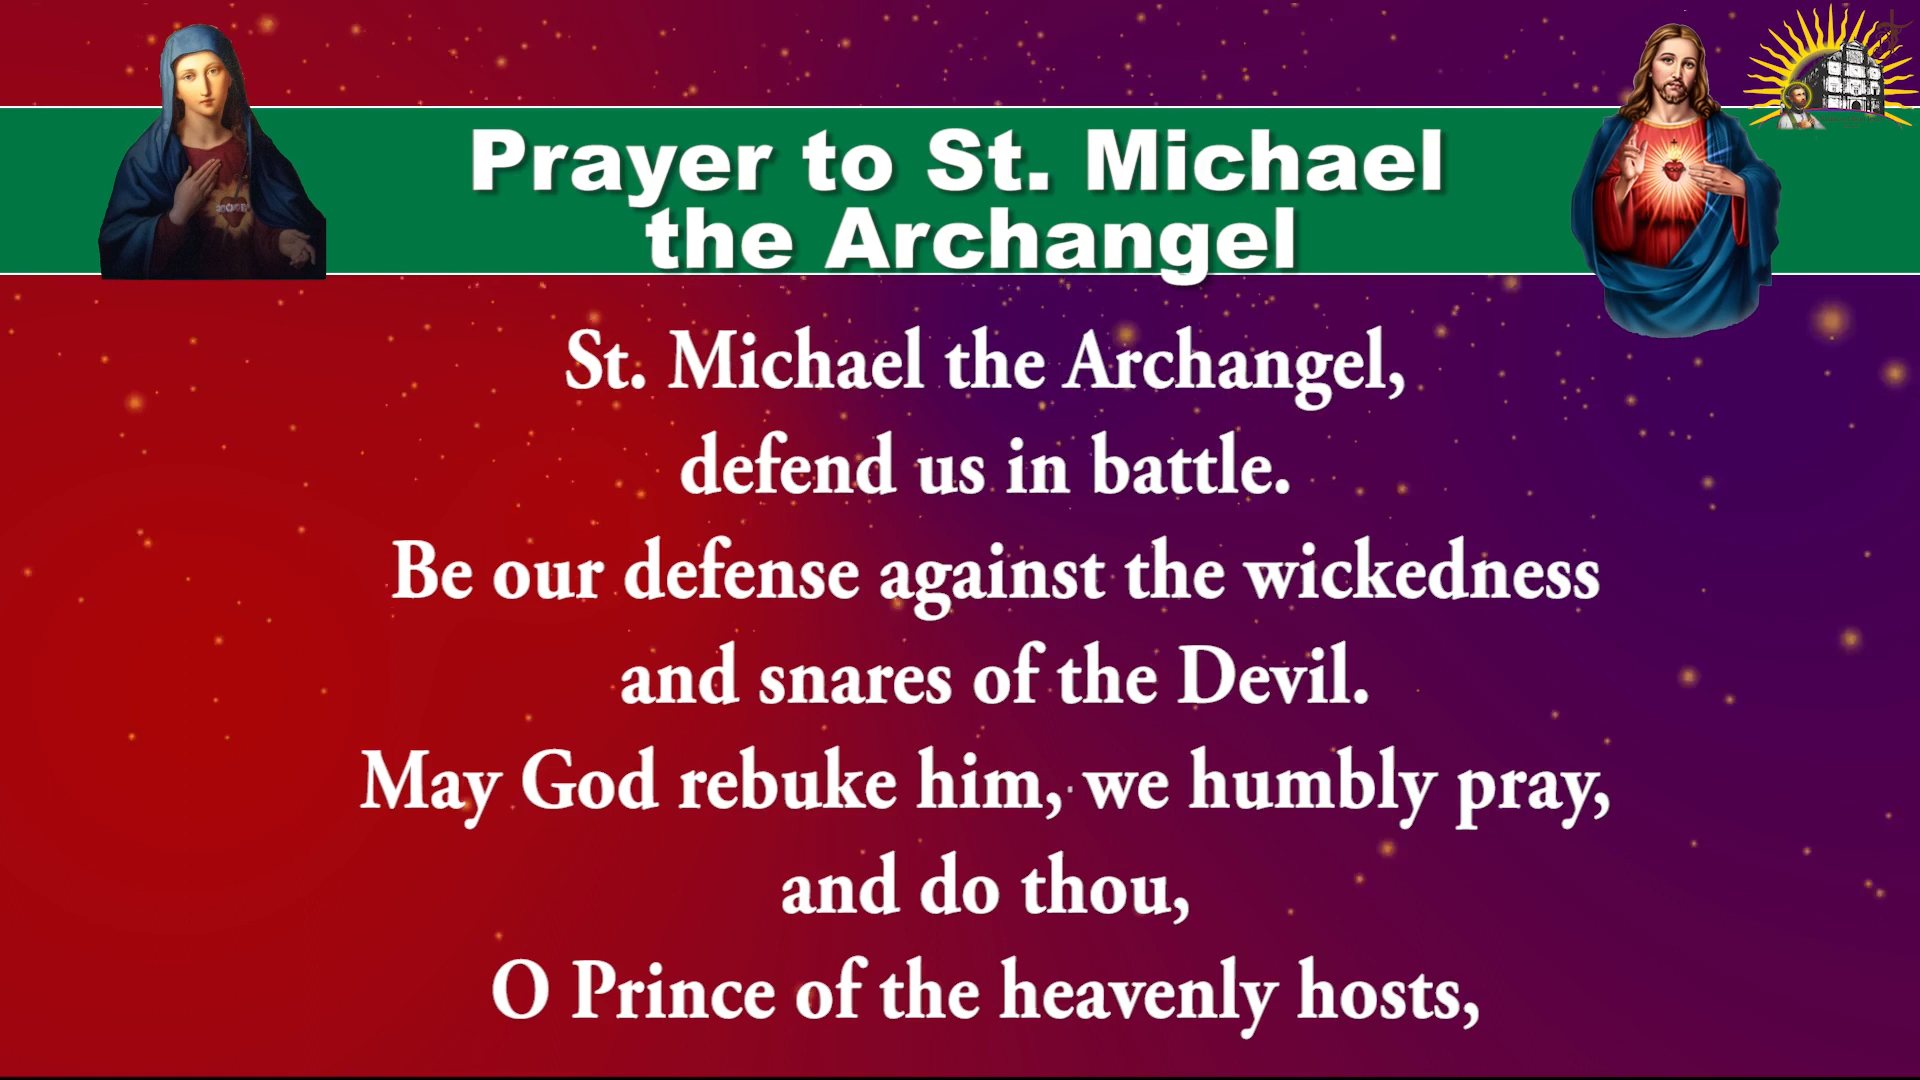 Prayer to St. Michael
the Archangel
St. Michael the Archangel,
defend us in battle.
Be our defense against the wickedness
and snares of the Devil.
May God rebuke him, we humbly pray,
and do thou,
O Prince of the heavenly hosts,